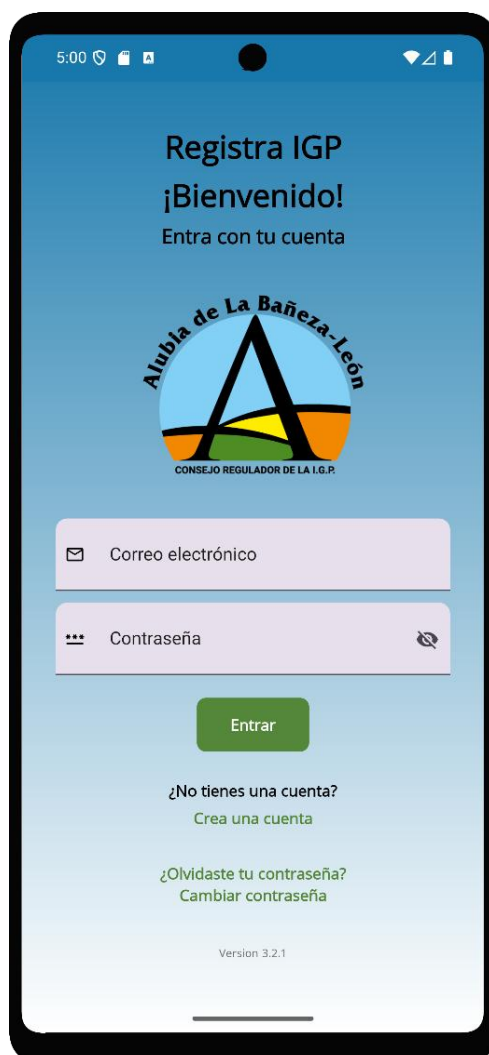 5:00
Registra IGP
¡Bienvenido!
Entra con tu cuenta
Alubia de La Bañeza-León
CONSEJO REGULADOR DE LA I.G.P.
Correo electrónico
Contraseña
Entrar
¿No tienes una cuenta?
Crea una cuenta
¿Olvidaste tu contraseña?
Cambiar contraseña
Version 3.2.1